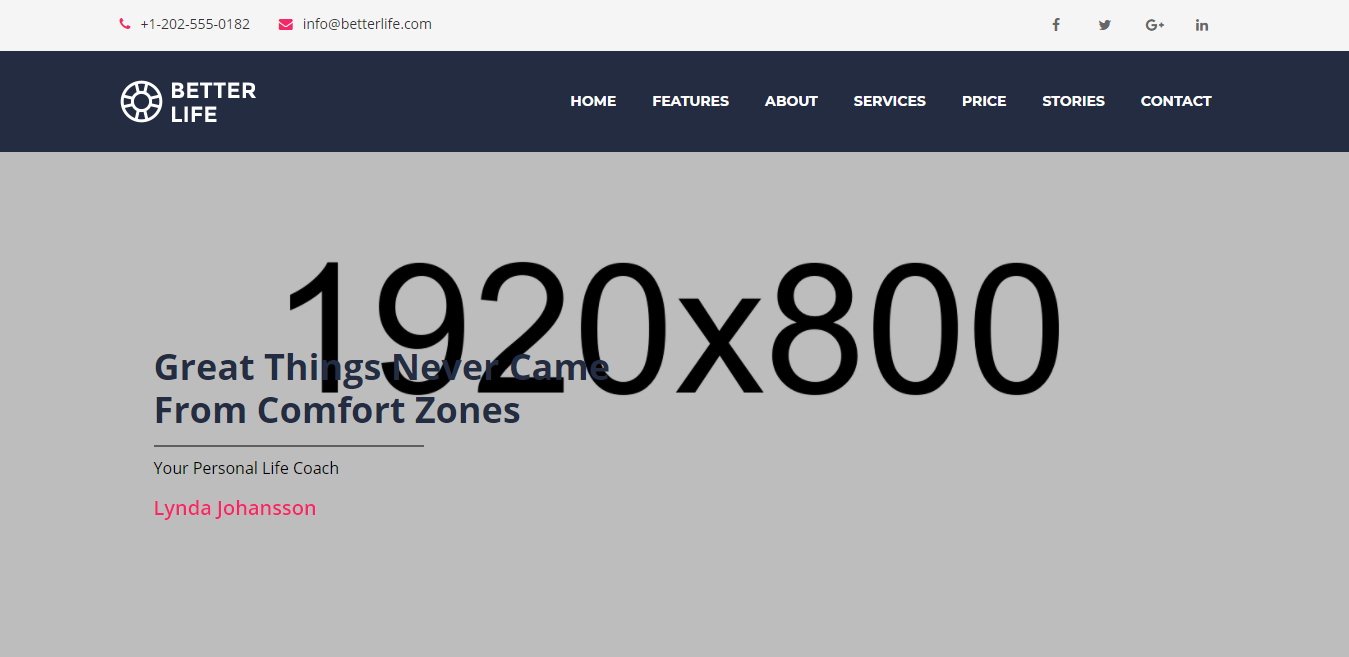 +1-202-555-0182 info@betterlife.com G+ in
BETTER
LIFE
HOME FEATURES ABOUT SERVICES PRICE STORIES CONTACT
1920x800
Great Things Never Came
From Comfort Zones
Your Personal Life Coach
Lynda Johansson